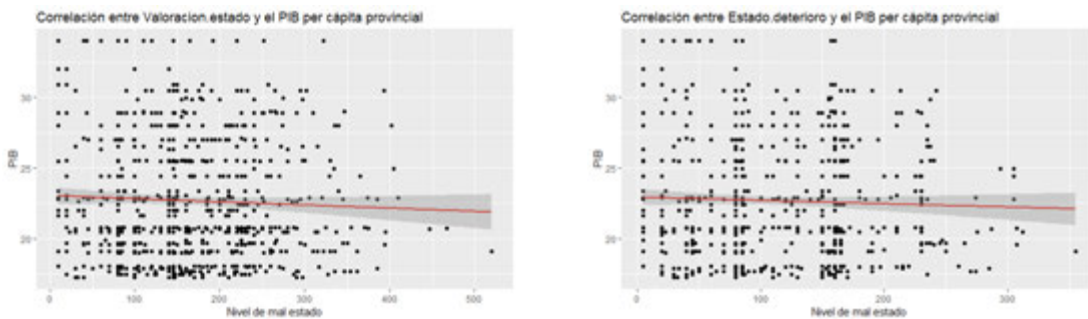 Correlación entre Valoracion.estado y el PIB per cápita provincial
PIB
30
25
20
0 100 200 300 400 500
Nivel de mal estado
Correlación entre Estado.deterioro y el PIB per cápita provincial
PIB
30
25
20
0 100 200 300
Nivel de mal estado